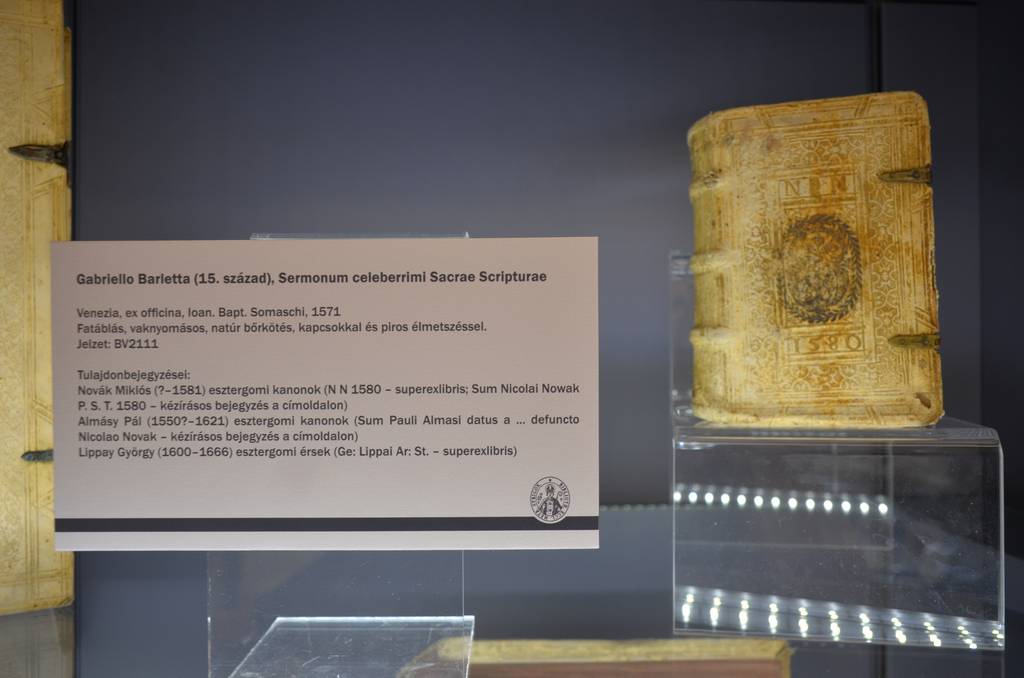 Gabriello Barletta (15. század), Sermonum celeberrimi Sacrae Scripturae
Venezia, ex officina, Ioan. Bapt. Somaschi, 1571
Fatáblás, vaknyomásos, natúr bőrkötés, kapcsokkal és piros élmetszéssel.
Jelzet: BV2111
Tulajdonbejegyzései:
Novák Miklós (?–1581) esztergomi kanonok (N N 1580 – superexlibris; Sum Nicolai Nowak
P. S. T. 1580 – kézírásos bejegyzés a címoldalon)
Almásy Pál (1550?–1621) esztergomi kanonok (Sum Pauli Almasi datus a ... defuncto
Nicolao Novak – kézírásos bejegyzés a címoldalon)
Lippay György (1600–1666) esztergomi érsek (Ge: Lippai Ar: St. – superexlibris)
N N
1580